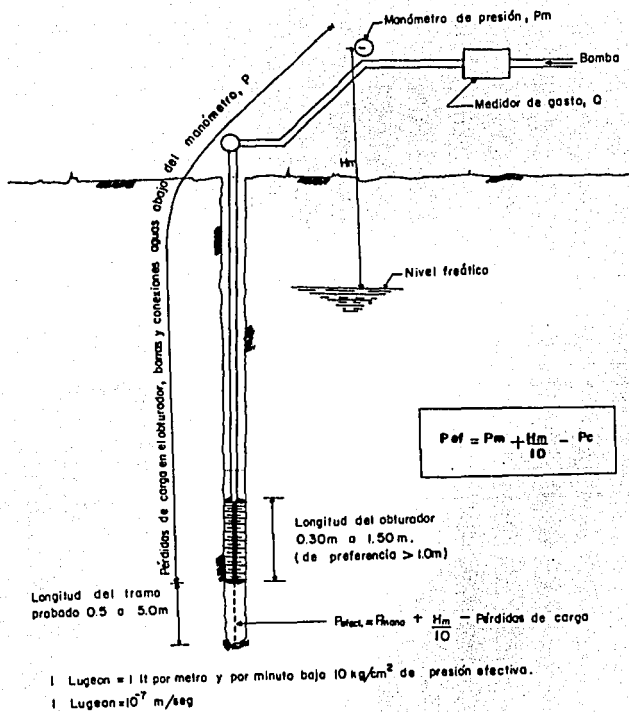 Manómetro de presión, Pm
Bomba
Medidor de gasto, Q
Pérdidas de carga en el obturador, barras y conexiones aguas abajo del manómetro, P
Hm
Nivel freático
Pef = Pm + Hm/10 - Pc
Longitud del obturador
0.30m a 1.50 m.
(de preferencia > 1.0m)
Longitud del tramo
probado 0.5 a 5.0m
Pefect. = Pmano + Hm/10 - Pérdidas de carga
1 Lugeon = 1 lt por metro y por minuto bajo 10 kg/cm² de presión efectiva.
1 Lugeon = 10⁻⁷ m/seg